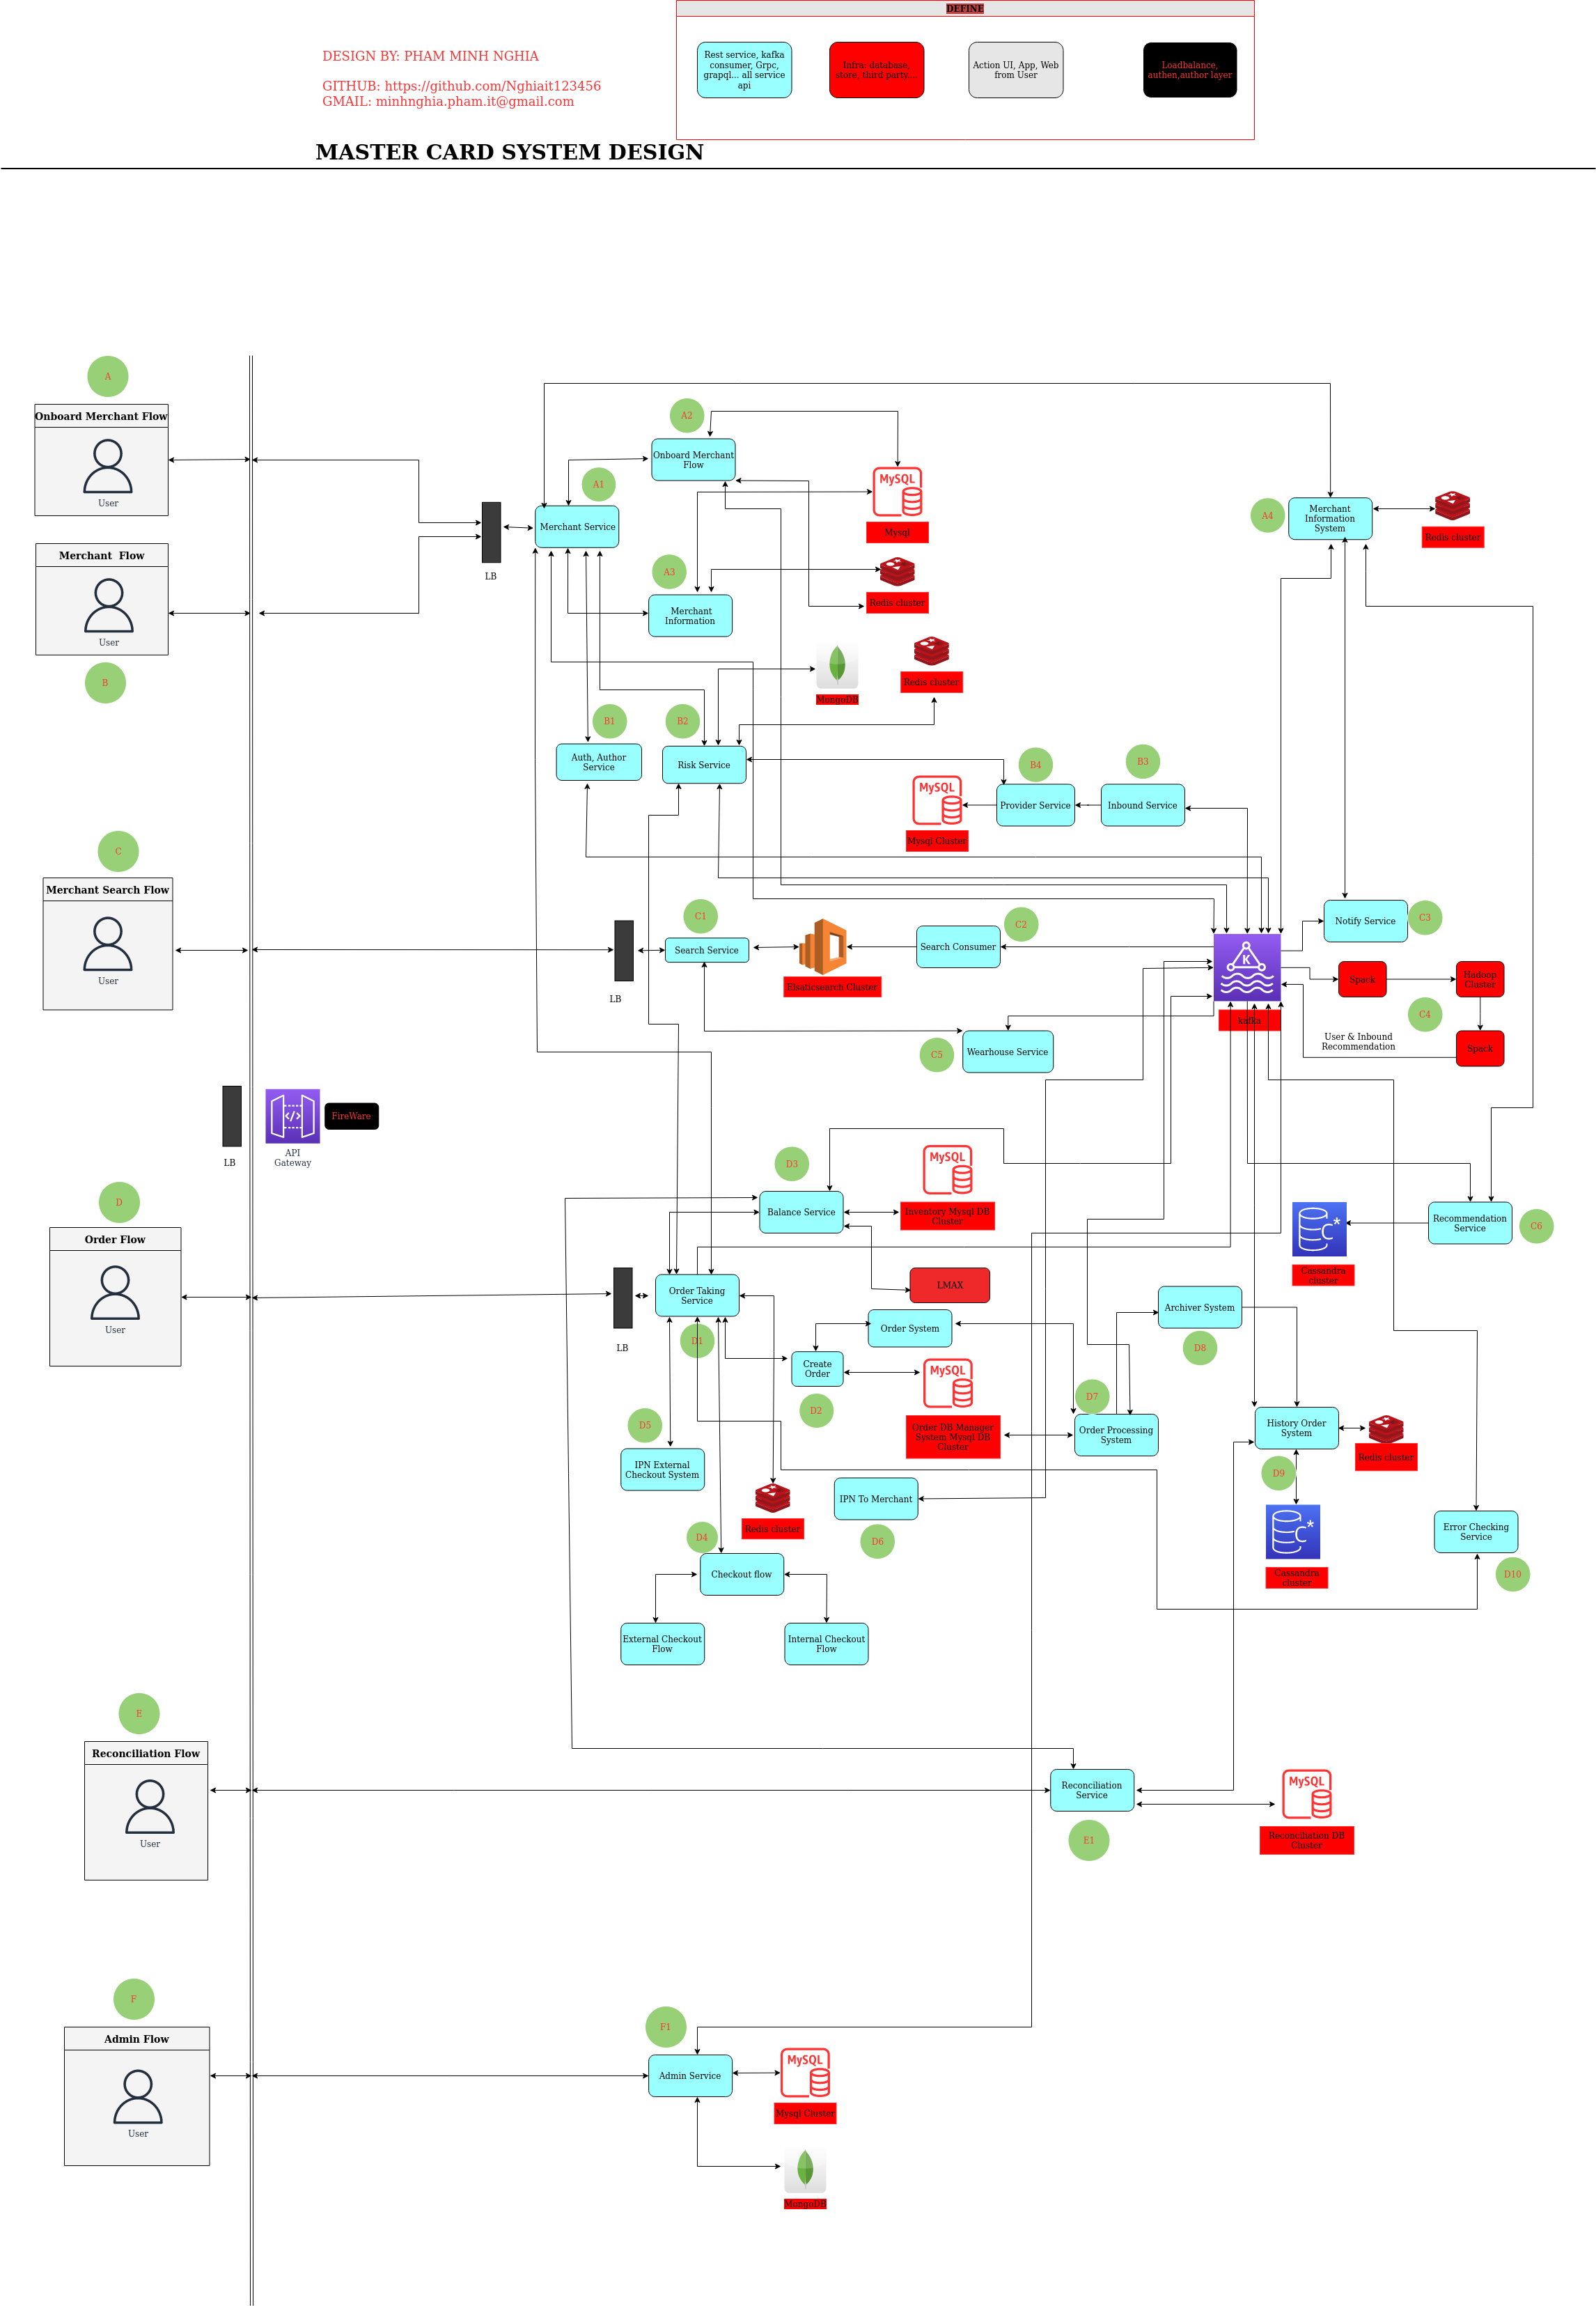 DEFINE
Rest service, kafka
consumer, Grpc,
grapql... all service
api
Infra: database,
store, third party....
Action UI, App, Web
from User
Loadbalance,
authen,author layer
DESIGN BY: PHAM MINH NGHIA
GITHUB: https://github.com/Nghiait123456
GMAIL: minhnghia.pham.it@gmail.com
MASTER CARD SYSTEM DESIGN
A
Onboard Merchant Flow
User
Merchant  Flow
User
B
LB
A1
Merchant Service
A2
Onboard Merchant
Flow
MySQL
Mysql
A3
Merchant
Information
Redis cluster
A4
Merchant
Information
System
Redis cluster
MongoDB
Redis cluster
B1
Auth, Author
Service
B2
Risk Service
MySQL
Mysql Cluster
B4
Provider Service
B3
Inbound Service
C
Merchant Search Flow
User
LB
C1
Search Service
Elsaticsearch Cluster
C2
Search Consumer
K
kafka
C3
Notify Service
Spack
Hadoop
Cluster
C4
Spack
User & Inbound
Recommendation
C5
Wearhouse Service
LB
</>
API
Gateway
FireWare
D
Order Flow
User
LB
D3
Balance Service
MySQL
Inventory Mysql DB
Cluster
LMAX
C*
Cassandra
cluster
Recommendation
Service
C6
Order Taking
Service
D1
Order System
Create
Order
D2
MySQL
Order DB Manager
System Mysql DB
Cluster
Archiver System
D8
D7
Order Processing
System
History Order
System
Redis cluster
D9
C*
Cassandra
cluster
D5
IPN External
Checkout System
Redis cluster
IPN To Merchant
D6
Error Checking
Service
D10
D4
Checkout flow
External Checkout
Flow
Internal Checkout
Flow
E
Reconciliation Flow
User
Reconciliation
Service
E1
MySQL
Reconciliation DB
Cluster
F
Admin Flow
User
F1
Admin Service
MySQL
Mysql Cluster
MongoDB